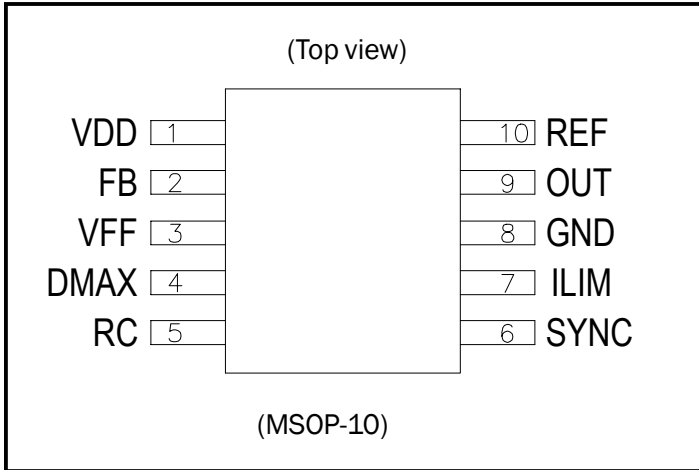 (Top view)
VDD 1 10 REF
FB 2 9 OUT
VFF 3 8 GND
DMAX 4 7 ILIM
RC 5 6 SYNC
(MSOP-10)